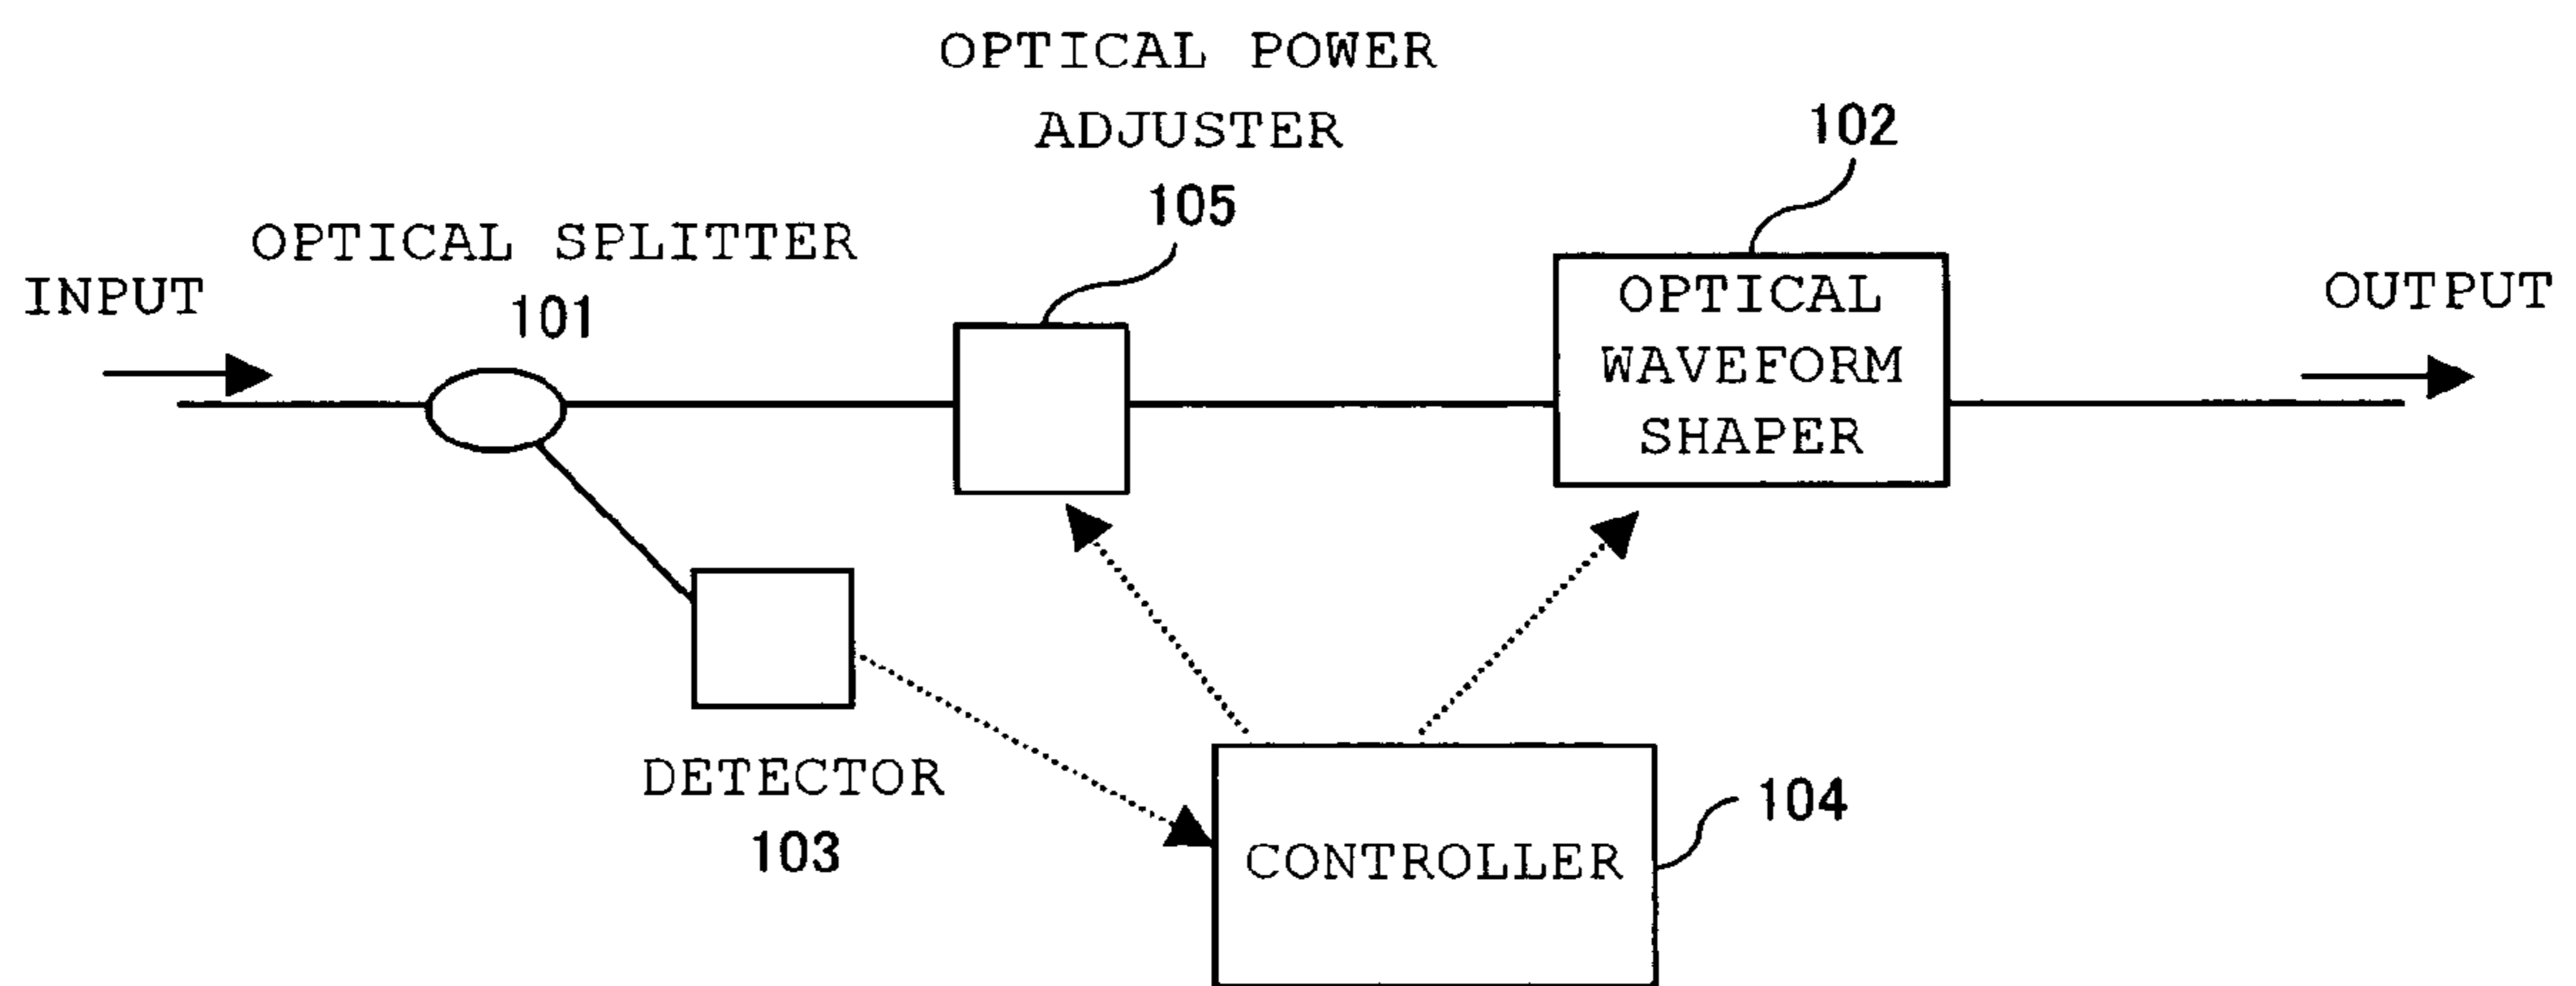 OPTICAL POWER
ADJUSTER
105
102
OPTICAL SPLITTER
101
INPUT
OPTICAL
WAVEFORM
SHAPER
OUTPUT
DETECTOR
103
CONTROLLER
104